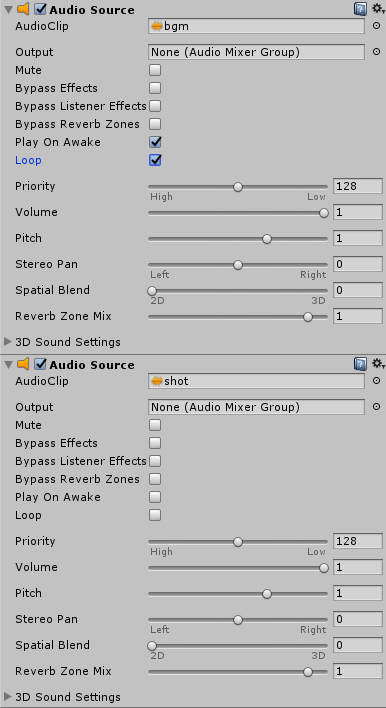 Audio Source
AudioClip bgm
Output None (Audio Mixer Group)
Mute
Bypass Effects
Bypass Listener Effects
Bypass Reverb Zones
Play On Awake
Loop
Priority 128
High Low
Volume 1
Pitch 1
Stereo Pan 0
Left Right
Spatial Blend 0
2D 3D
Reverb Zone Mix 1
3D Sound Settings
Audio Source
AudioClip shot
Output None (Audio Mixer Group)
Mute
Bypass Effects
Bypass Listener Effects
Bypass Reverb Zones
Play On Awake
Loop
Priority 128
High Low
Volume 1
Pitch 1
Stereo Pan 0
Left Right
Spatial Blend 0
2D 3D
Reverb Zone Mix 1
3D Sound Settings